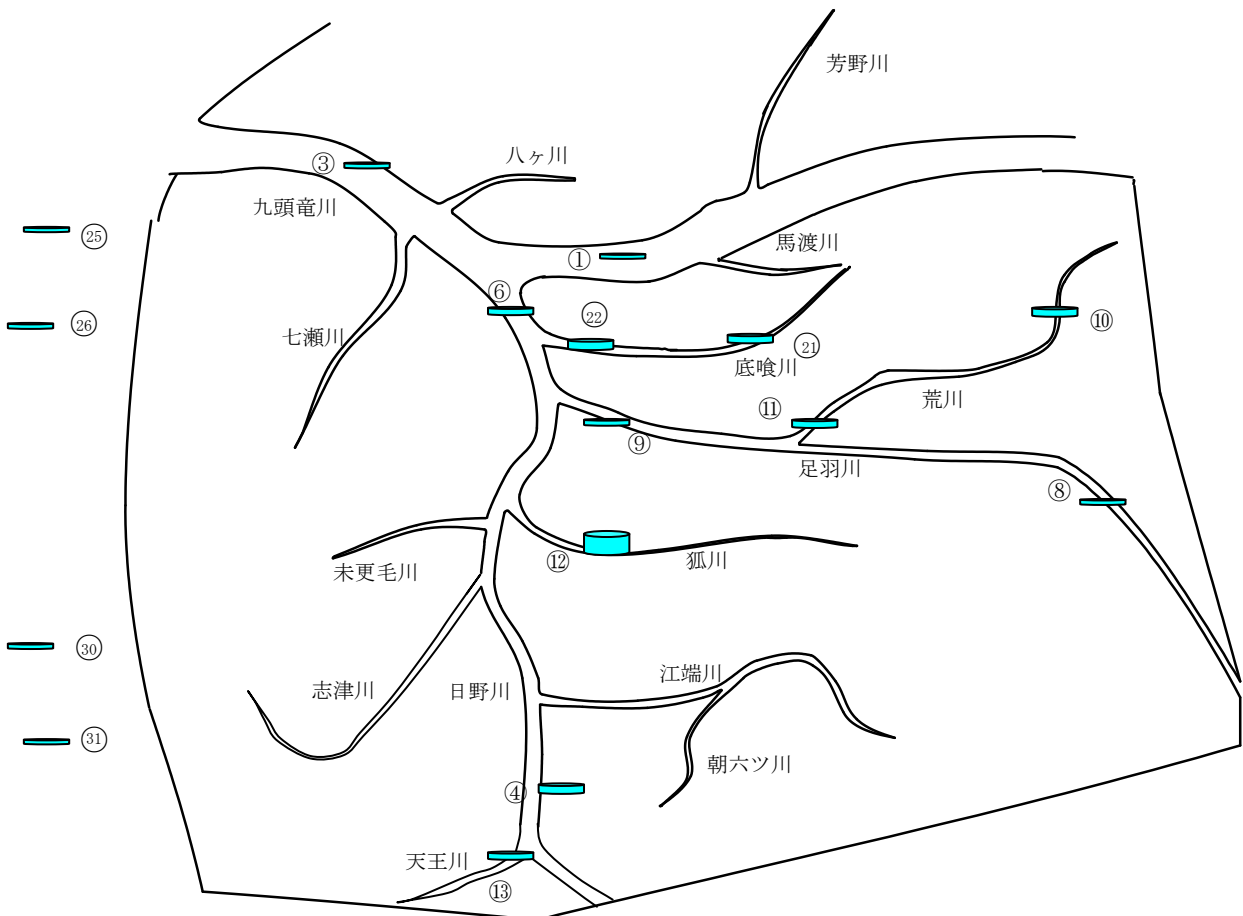 芳野川
八ヶ川
③
九頭竜川
㉕
馬渡川
①
⑥
㉒
㉖
七瀬川
⑩
㉑
底喰川
荒川
⑪
⑨
足羽川
⑧
⑫
狐川
未更毛川
㉚
江端川
志津川
日野川
㉛
朝六ツ川
④
天王川
⑬